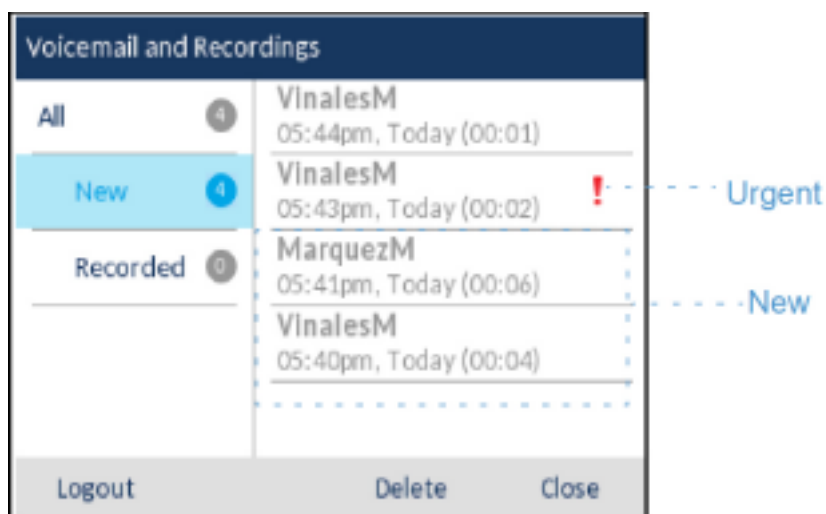 Voicemail and Recordings
All 4
New 4
Recorded 0
VinalesM
05:44pm, Today (00:01)
VinalesM
05:43pm, Today (00:02) !
MarquezM
05:41pm, Today (00:06)
VinalesM
05:40pm, Today (00:04)
Urgent
New
Logout Delete Close